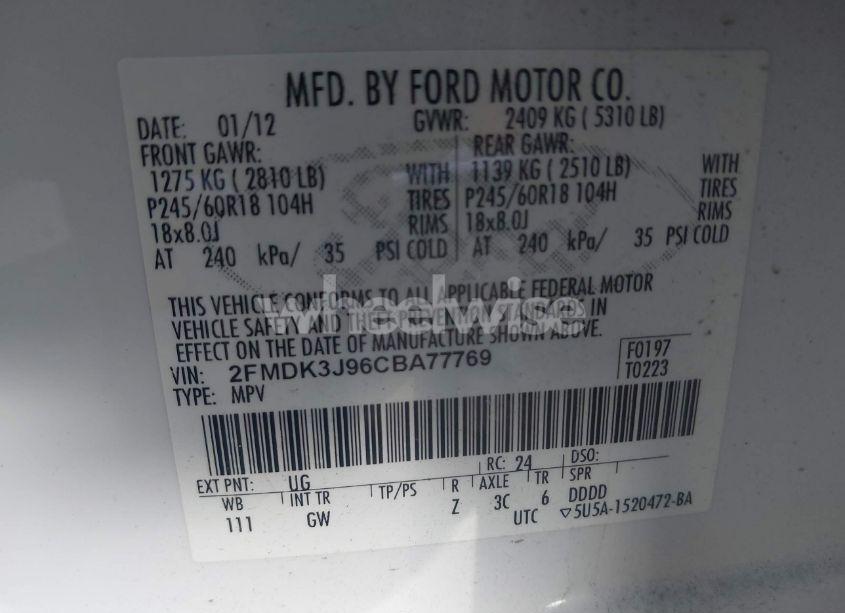 MFD. BY FORD MOTOR CO.
DATE: 01/12 GVWR: 2409 KG ( 5310 LB)
FRONT GAWR: REAR GAWR:
1275 KG ( 2810 LB) WITH 1139 KG ( 2510 LB) WITH
P245/60R18 104H TIRES P245/60R18 104H TIRES
18x8.0J RIMS 18x8.0J RIMS
AT 240 kPa/ 35 PSI COLD AT 240 kPa/ 35 PSI COLD
THIS VEHICLE CONFORMS TO ALL APPLICABLE FEDERAL MOTOR
VEHICLE SAFETY AND THEFT PREVENTION STANDARDS IN
EFFECT ON THE DATE OF MANUFACTURE SHOWN ABOVE.
wheelwise
VIN: 2FMDK3J96CBA77769 F0197
TYPE: MPV T0223
EXT PNT: UG RC: 24 DSO:
WB INT TR TP/PS R AXLE TR SPR
111 GW Z 3C 6 DDDD
UTC ▽5U5A-1520472-BA